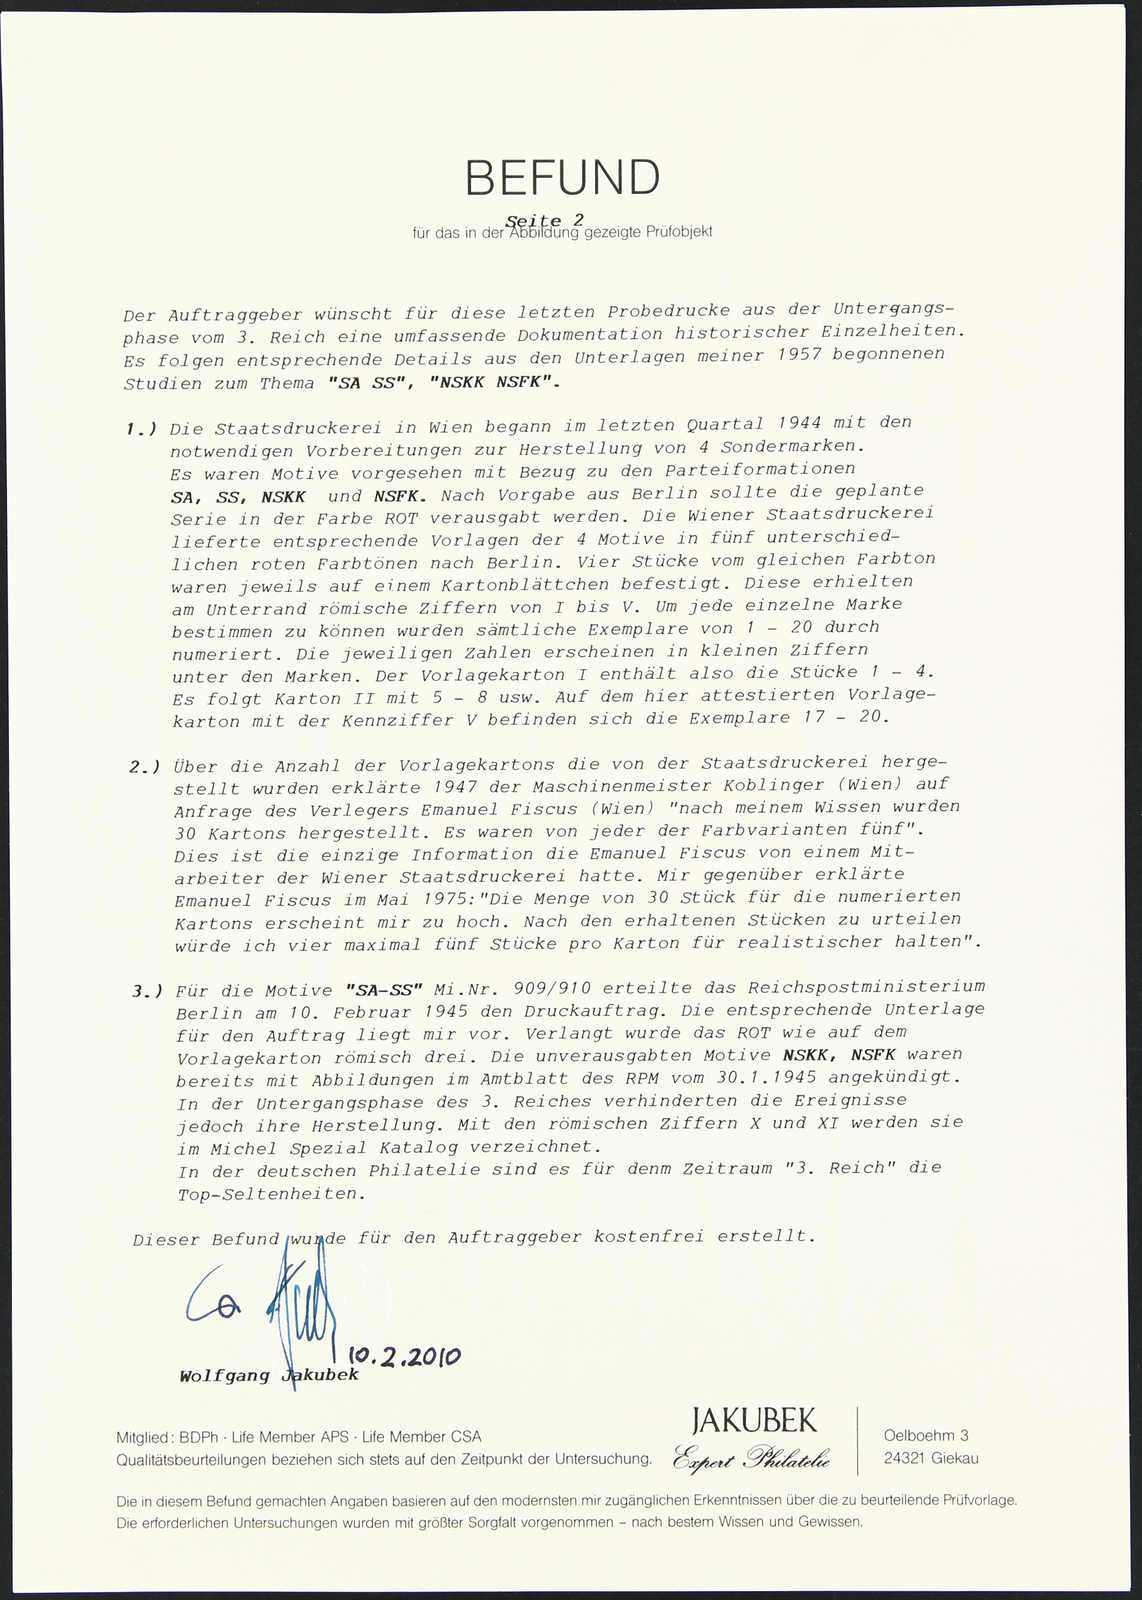 BEFUND
Seite 2
für das in der Abbildung gezeigte Prüfobjekt
Der Auftraggeber wünscht für diese letzten Probedrucke aus der Untergangs-
phase vom 3. Reich eine umfassende Dokumentation historischer Einzelheiten.
Es folgen entsprechende Details aus den Unterlagen meiner 1957 begonnenen
Studien zum Thema "SA SS", "NSKK NSFK".
1.) Die Staatsdruckerei in Wien begann im letzten Quartal 1944 mit den
notwendigen Vorbereitungen zur Herstellung von 4 Sondermarken.
Es waren Motive vorgesehen mit Bezug zu den Parteiformationen
SA, SS, NSKK und NSFK. Nach Vorgabe aus Berlin sollte die geplante
Serie in der Farbe ROT verausgabt werden. Die Wiener Staatsdruckerei
lieferte entsprechende Vorlagen der 4 Motive in fünf unterschied-
lichen roten Farbtönen nach Berlin. Vier Stücke vom gleichen Farbton
waren jeweils auf einem Kartonblättchen befestigt. Diese erhielten
am Unterrand römische Ziffern von I bis V. Um jede einzelne Marke
bestimmen zu können wurden sämtliche Exemplare von 1 - 20 durch
numeriert. Die jeweiligen Zahlen erscheinen in kleinen Ziffern
unter den Marken. Der Vorlagekarton I enthält also die Stücke 1 - 4.
Es folgt Karton II mit 5 - 8 usw. Auf dem hier attestierten Vorlage-
karton mit der Kennziffer V befinden sich die Exemplare 17 - 20.
2.) Über die Anzahl der Vorlagekartons die von der Staatsdruckerei herge-
stellt wurden erklärte 1947 der Maschinenmeister Koblinger (Wien) auf
Anfrage des Verlegers Emanuel Fiscus (Wien) "nach meinem Wissen wurden
30 Kartons hergestellt. Es waren von jeder der Farbvarianten fünf".
Dies ist die einzige Information die Emanuel Fiscus von einem Mit-
arbeiter der Wiener Staatsdruckerei hatte. Mir gegenüber erklärte
Emanuel Fiscus im Mai 1975:"Die Menge von 30 Stück für die numerierten
Kartons erscheint mir zu hoch. Nach den erhaltenen Stücken zu urteilen
würde ich vier maximal fünf Stücke pro Karton für realistischer halten".
3.) Für die Motive "SA-SS" Mi.Nr. 909/910 erteilte das Reichspostministerium
Berlin am 10. Februar 1945 den Druckauftrag. Die entsprechende Unterlage
für den Auftrag liegt mir vor. Verlangt wurde das ROT wie auf dem
Vorlagekarton römisch drei. Die unverausgabten Motive NSKK, NSFK waren
bereits mit Abbildungen im Amtblatt des RPM vom 30.1.1945 angekündigt.
In der Untergangsphase des 3. Reiches verhinderten die Ereignisse
jedoch ihre Herstellung. Mit den römischen Ziffern X und XI werden sie
im Michel Spezial Katalog verzeichnet.
In der deutschen Philatelie sind es für denm Zeitraum "3. Reich" die
Top-Seltenheiten.
Dieser Befund wurde für den Auftraggeber kostenfrei erstellt.
10.2.2010
Wolfgang Jakubek
Mitglied: BDPh · Life Member APS · Life Member CSA
Qualitätsbeurteilungen beziehen sich stets auf den Zeitpunkt der Untersuchung.
JAKUBEK
Expert Philatelie
Oelboehm 3
24321 Giekau
Die in diesem Befund gemachten Angaben basieren auf den modernsten mir zugänglichen Erkenntnissen über die zu beurteilende Prüfvorlage.
Die erforderlichen Untersuchungen wurden mit größter Sorgfalt vorgenommen – nach bestem Wissen und Gewissen.